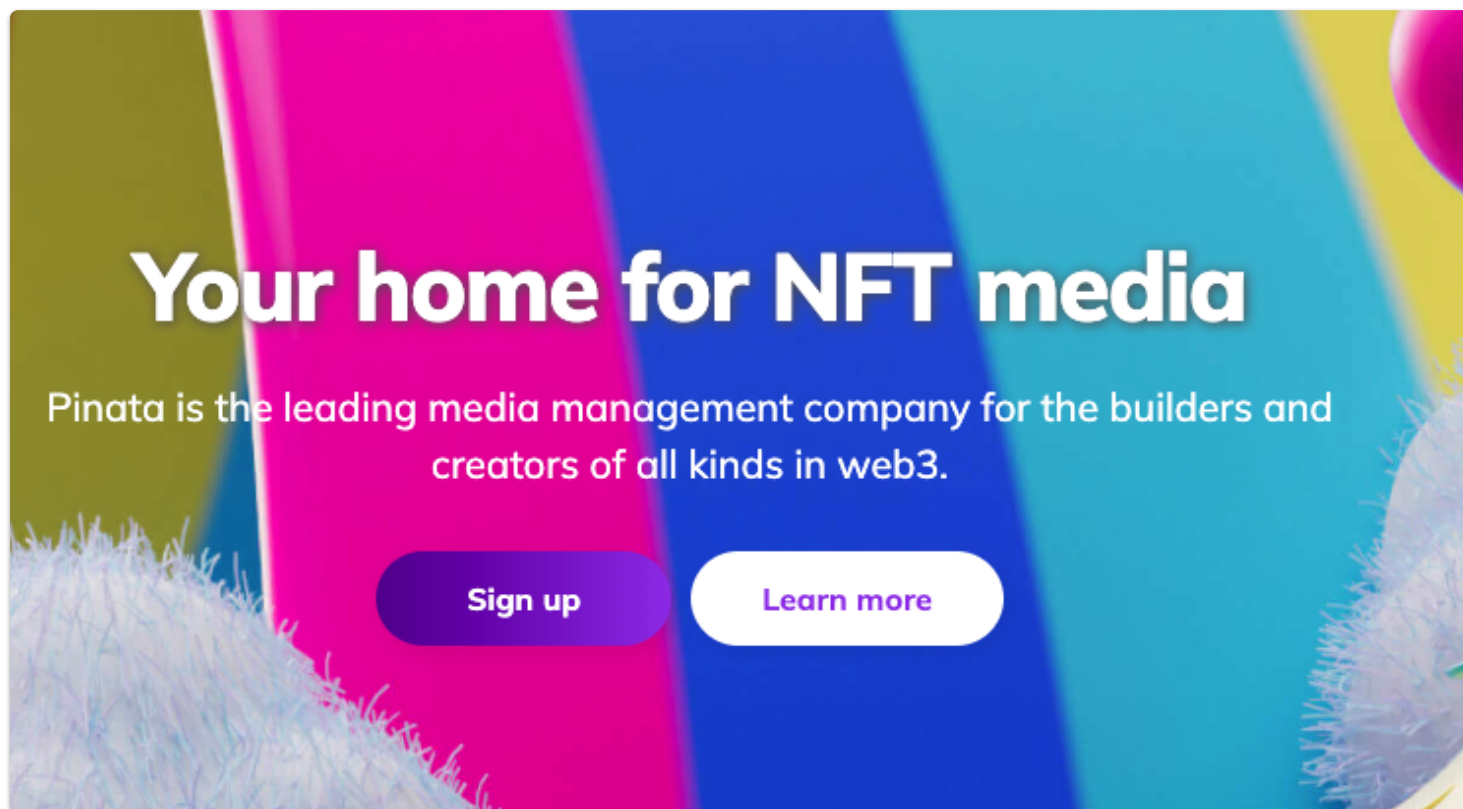 Your home for NFT media
Pinata is the leading media management company for the builders and
creators of all kinds in web3.
Sign up
Learn more